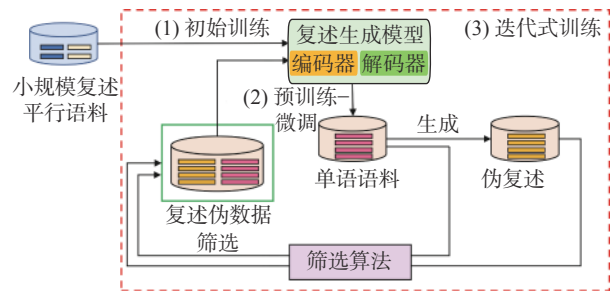 (1) 初始训练
复述生成模型
(3) 迭代式训练
编码器 解码器
小规模复述
平行语料
(2) 预训练-
微调
生成
单语语料
伪复述
复述伪数据
筛选
筛选算法